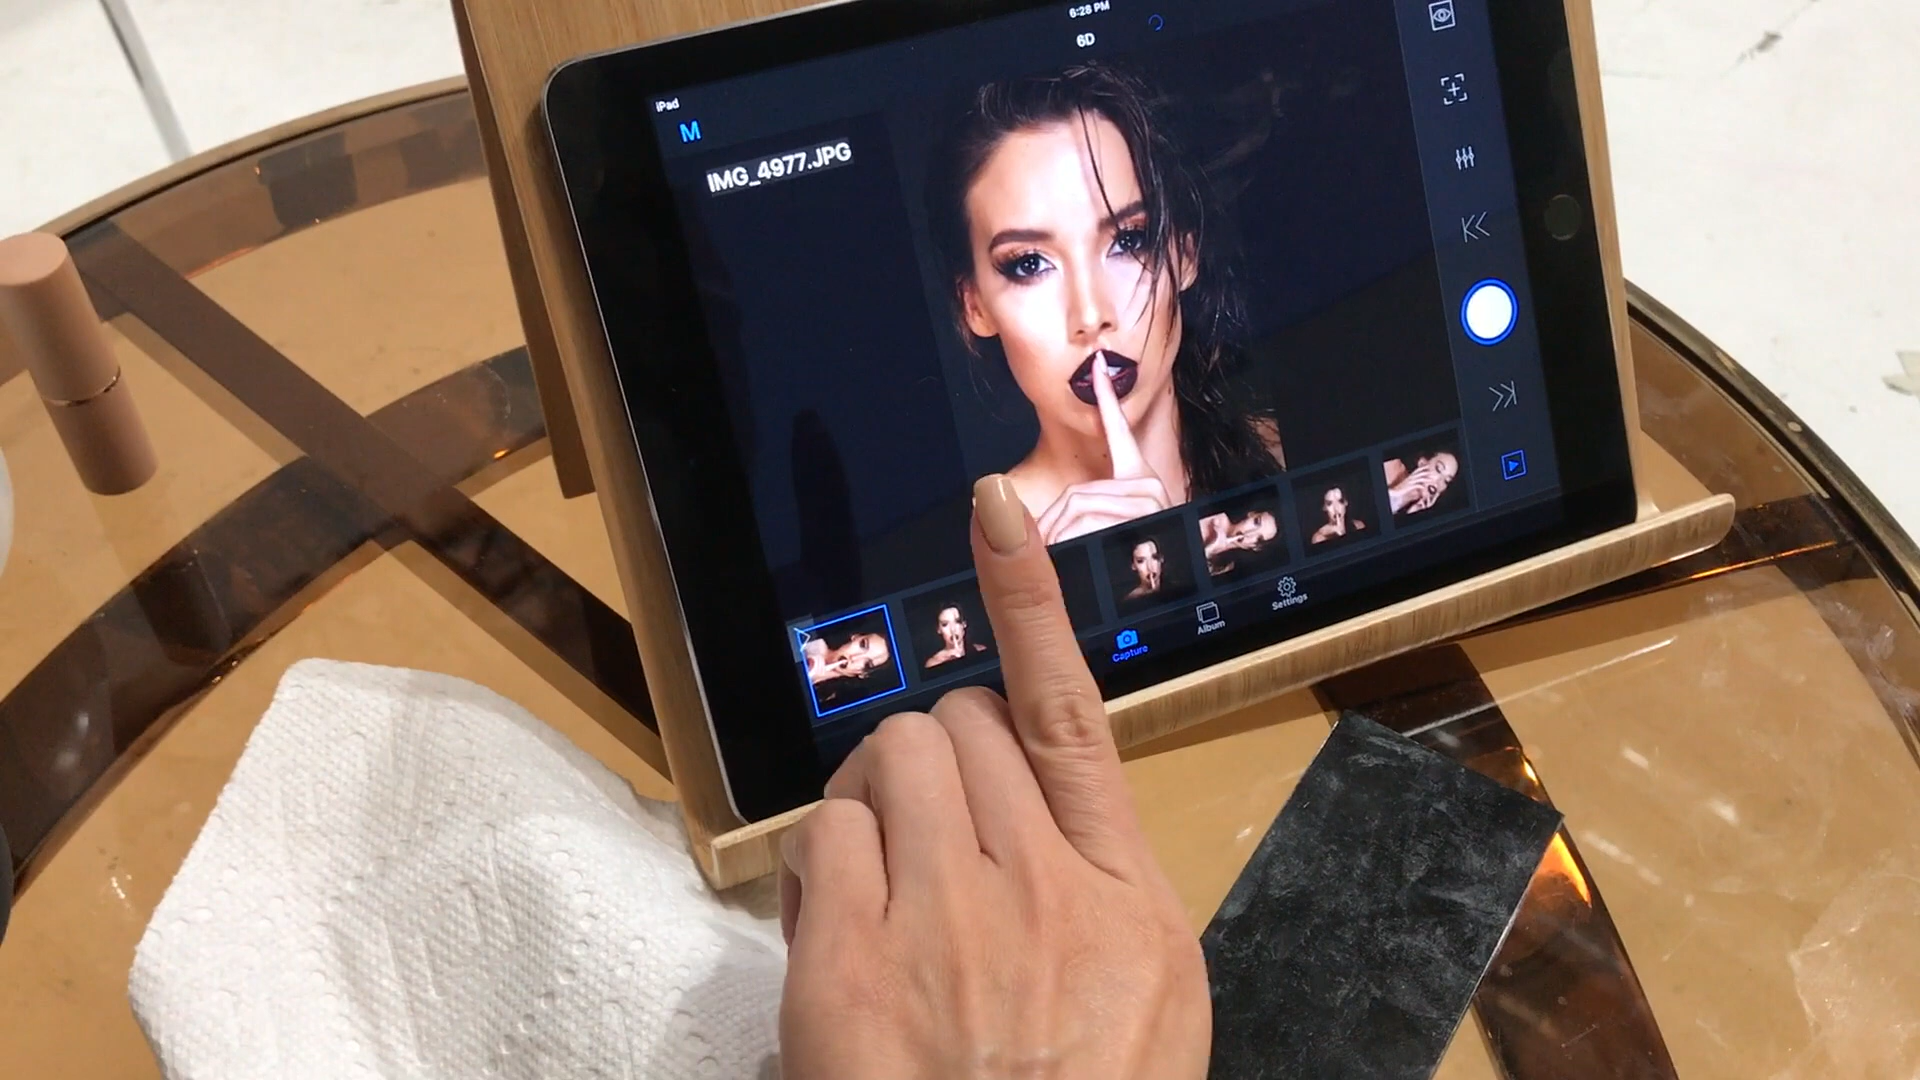 6:28 PM
6D
iPad
M
IMG_4977.JPG
Capture
Album
Settings